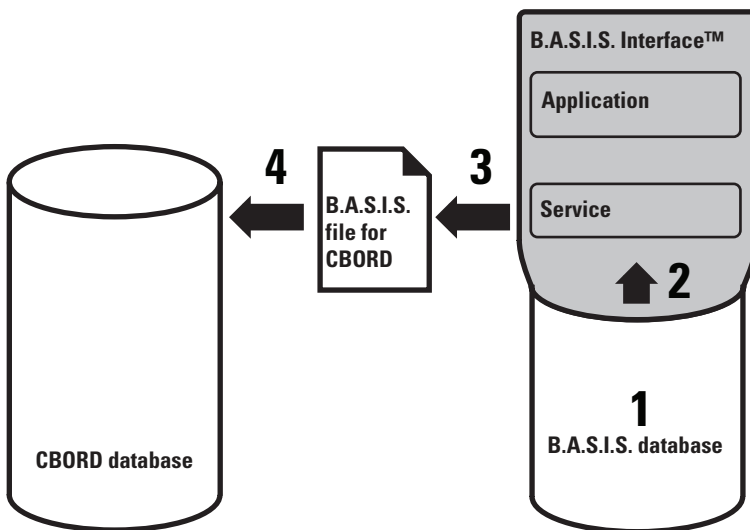 B.A.S.I.S. Interface™
Application
Service
4
3
B.A.S.I.S.
file for
CBORD
2
1
B.A.S.I.S. database
CBORD database